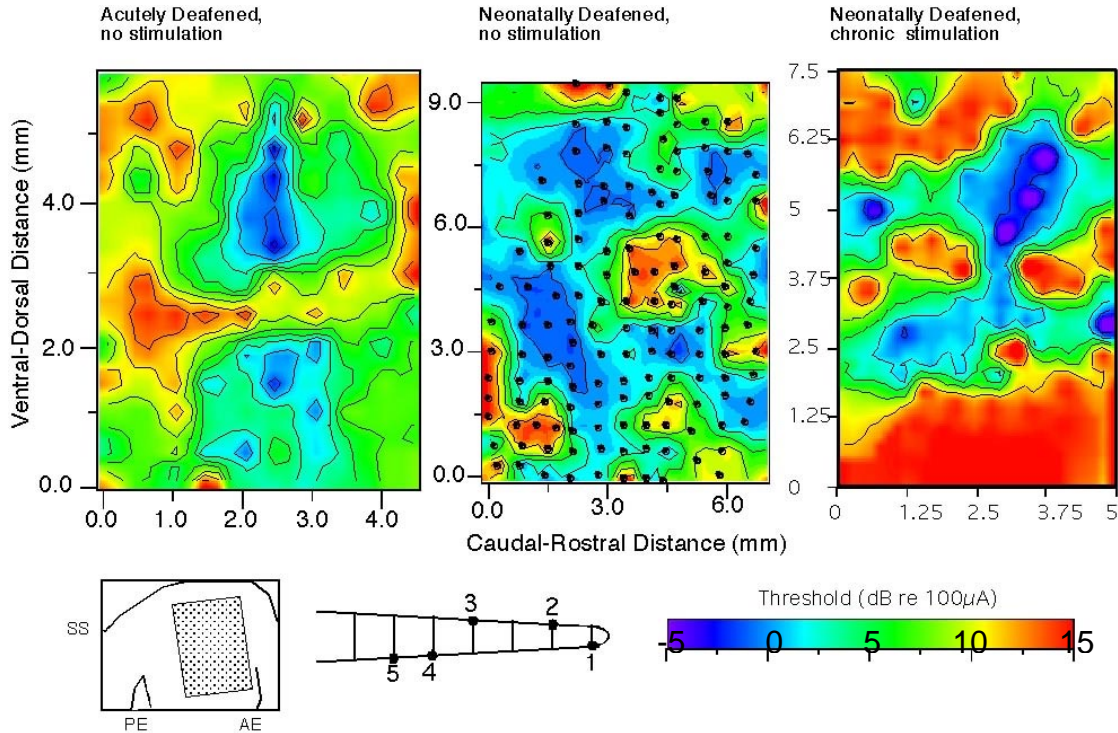 Acutely Deafened,
no stimulation
Neonatally Deafened,
no stimulation
Neonatally Deafened,
chronic stimulation
Ventral-Dorsal Distance (mm)
4.0
2.0
0.0
0.0 1.0 2.0 3.0 4.0
9.0
6.0
3.0
0.0
0.0 3.0 6.0
7.5
6.25
5
3.75
2.5
1.25
0
0 1.25 2.5 3.75 5
Caudal-Rostral Distance (mm)
SS
PE AE
3 2
5 4 1
Threshold (dB re 100µA)
-5 0 5 10 15